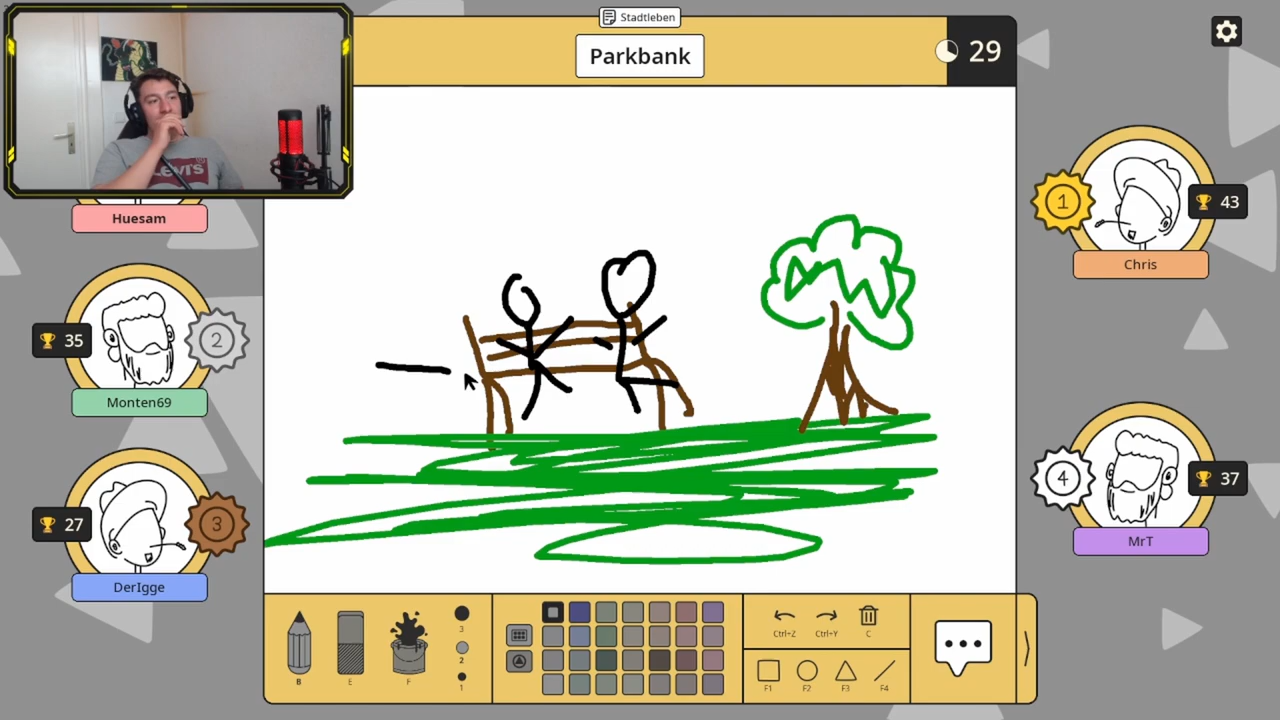 Stadtleben
Parkbank
29
LEVI'S
Huesam
35
2
Monten69
27
3
DerIgge
1
43
Chris
4
37
MrT
B
E
F
3
2
1
Ctrl+Z
Ctrl+Y
C
F1
F2
F3
F4